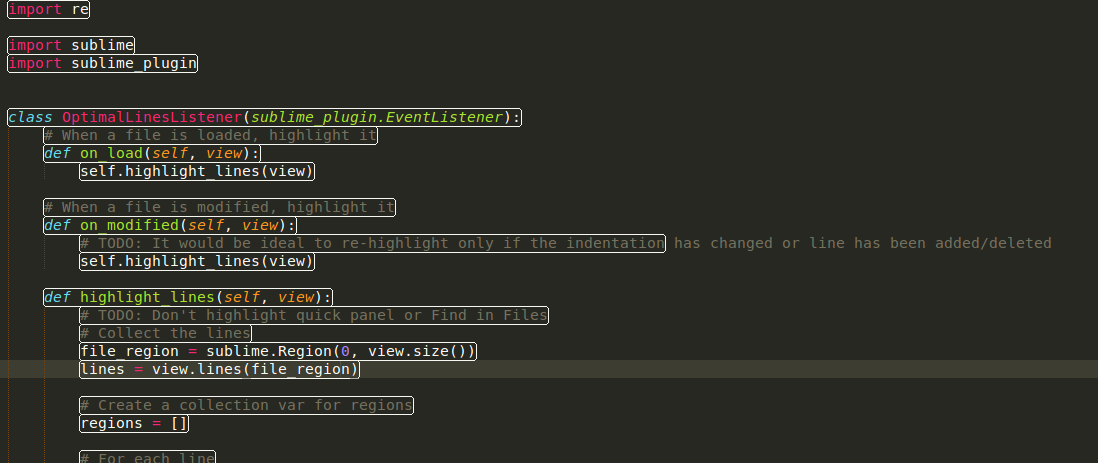 import re
import sublime
import sublime_plugin
class OptimalLinesListener(sublime_plugin.EventListener):
# When a file is loaded, highlight it
def on_load(self, view):
self.highlight_lines(view)
# When a file is modified, highlight it
def on_modified(self, view):
# TODO: It would be ideal to re-highlight only if the indentation has changed or line has been added/deleted
self.highlight_lines(view)
def highlight_lines(self, view):
# TODO: Don't highlight quick panel or Find in Files
# Collect the lines
file_region = sublime.Region(0, view.size())
lines = view.lines(file_region)
# Create a collection var for regions
regions = []
# For each line